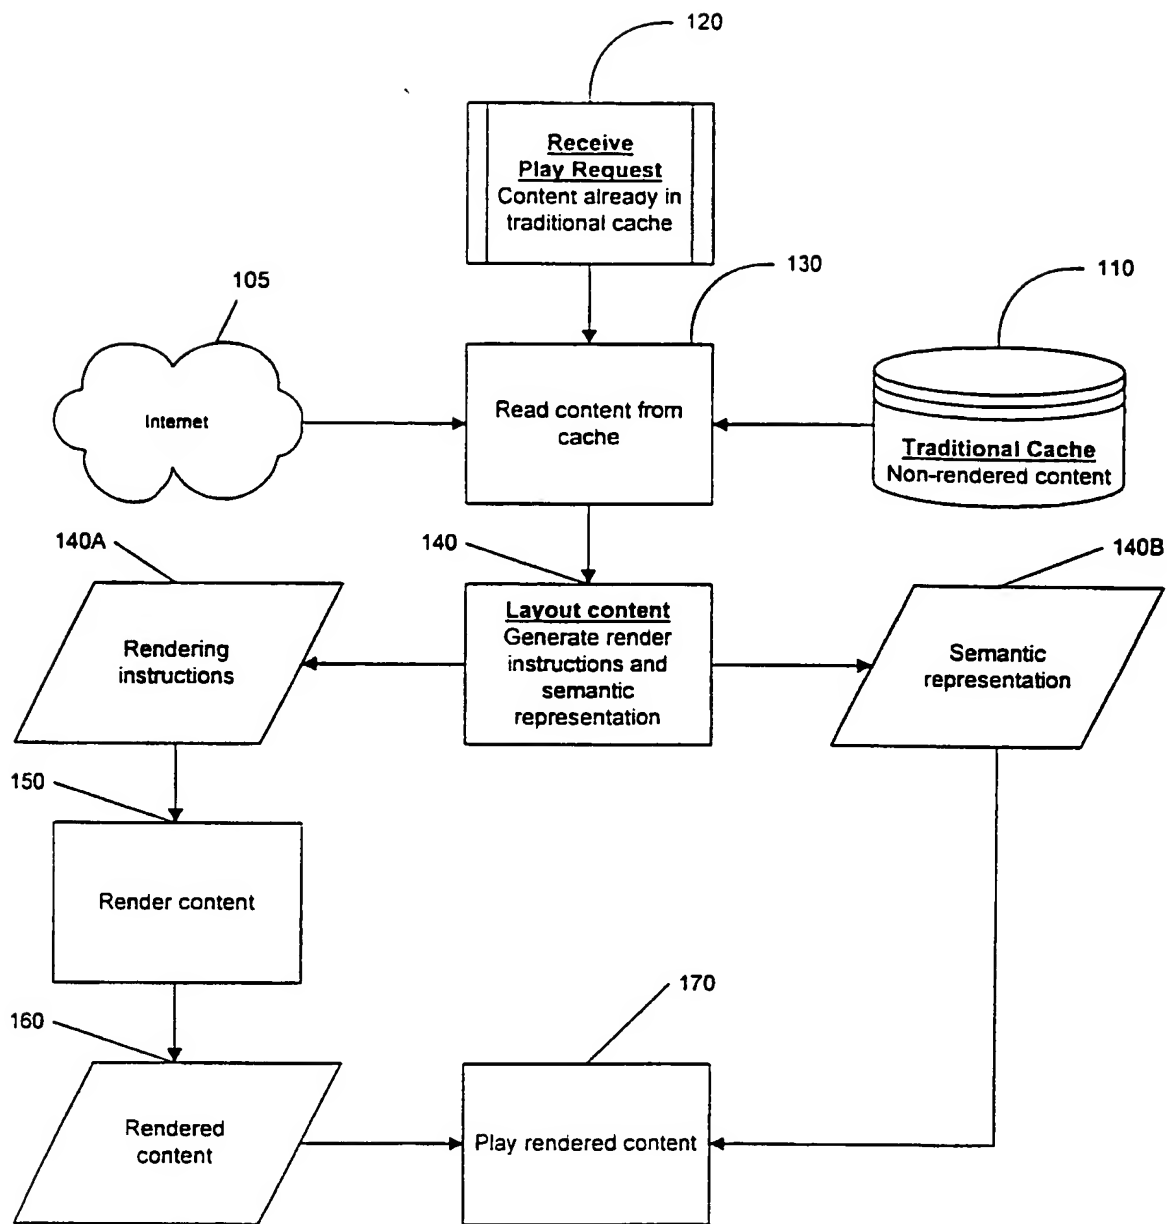 120
Receive
Play Request
Content already in
traditional cache
105
130
110
Internet
Read content from
cache
Traditional Cache
Non-rendered content
140A
140
140B
Rendering
instructions
Layout content
Generate render
instructions and
semantic
representation
Semantic
representation
150
Render content
160
170
Rendered
content
Play rendered content